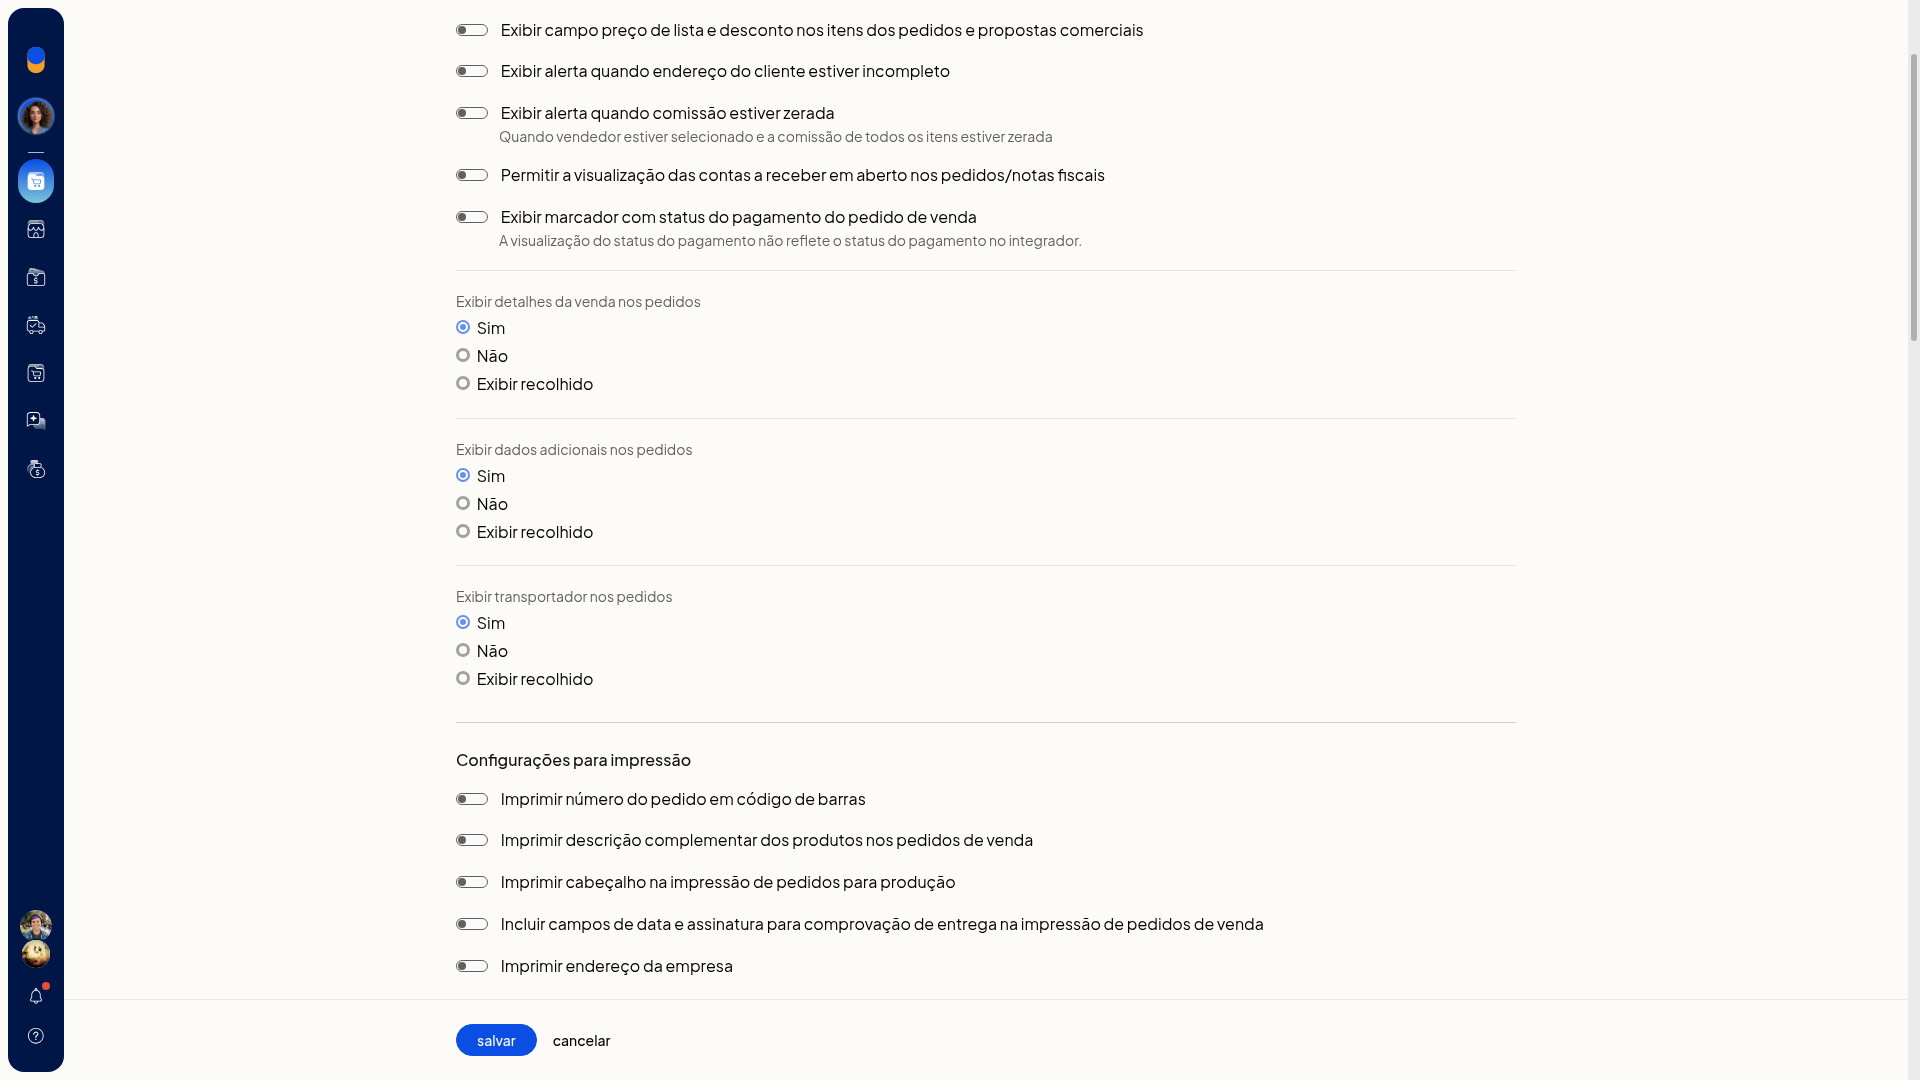 Exibir campo preço de lista e desconto nos itens dos pedidos e propostas comerciais
Exibir alerta quando endereço do cliente estiver incompleto
Exibir alerta quando comissão estiver zerada
Quando vendedor estiver selecionado e a comissão de todos os itens estiver zerada
Permitir a visualização das contas a receber em aberto nos pedidos/notas fiscais
Exibir marcador com status do pagamento do pedido de venda
A visualização do status do pagamento não reflete o status do pagamento no integrador.
Exibir detalhes da venda nos pedidos
Sim
Não
Exibir recolhido
Exibir dados adicionais nos pedidos
Sim
Não
Exibir recolhido
Exibir transportador nos pedidos
Sim
Não
Exibir recolhido
Configurações para impressão
Imprimir número do pedido em código de barras
Imprimir descrição complementar dos produtos nos pedidos de venda
Imprimir cabeçalho na impressão de pedidos para produção
Incluir campos de data e assinatura para comprovação de entrega na impressão de pedidos de venda
Imprimir endereço da empresa
salvar cancelar